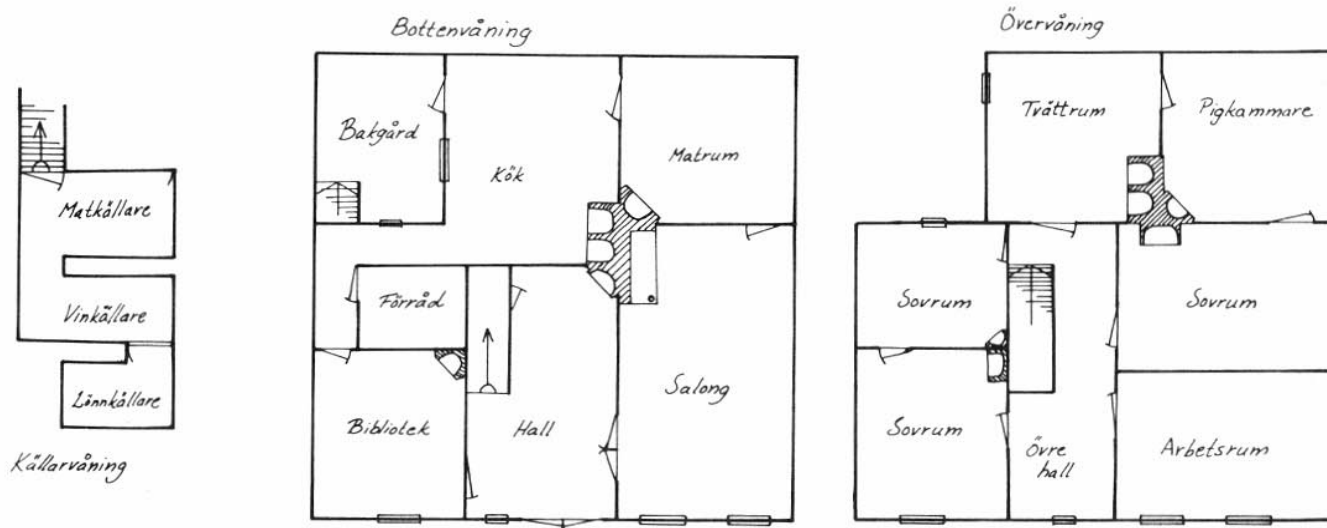 Bottenvåning
Bakgård
Kök
Matrum
Förråd
Bibliotek
Hall
Salong
Övervåning
Tvättrum
Pigkammare
Sovrum
Sovrum
Sovrum
Övre
hall
Arbetsrum
Matkällare
Vinkällare
Lönnkällare
Källarvåning